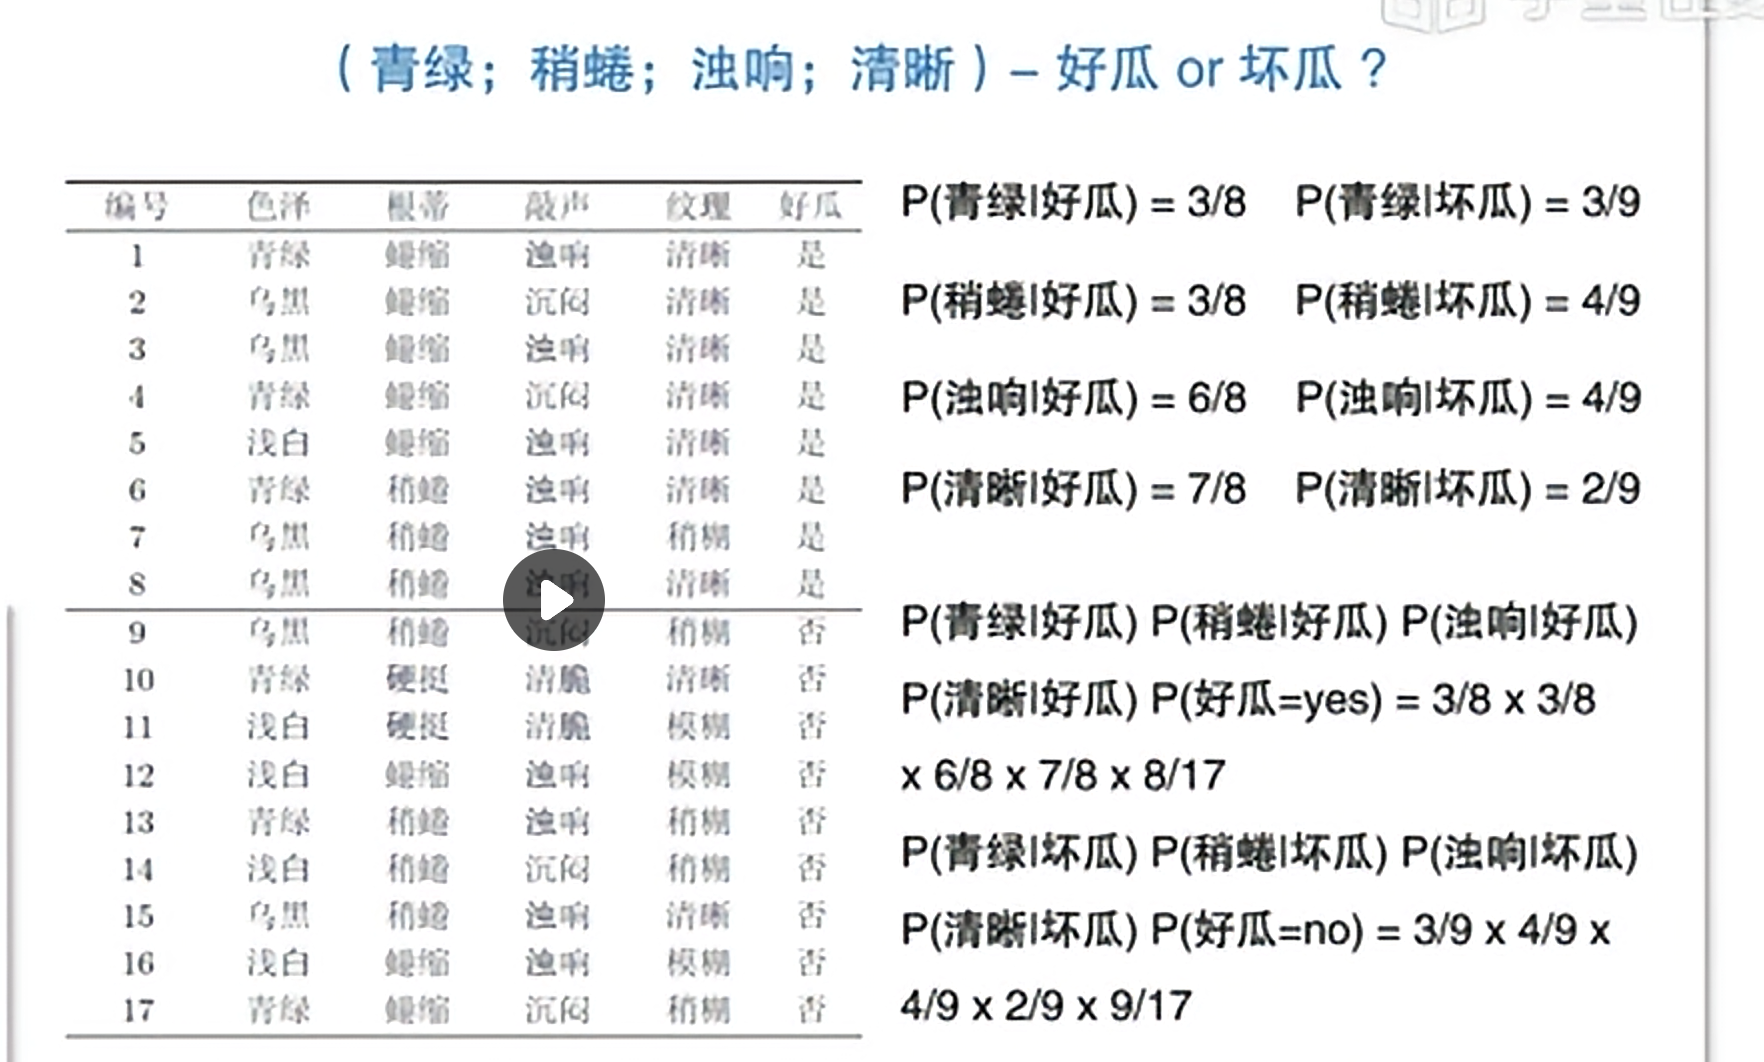 （青绿；稍蜷；浊响；清晰）– 好瓜 or 坏瓜？
编号 色泽 根蒂 敲声 纹理 好瓜
1 青绿 蜷缩 浊响 清晰 是
2 乌黑 蜷缩 沉闷 清晰 是
3 乌黑 蜷缩 浊响 清晰 是
4 青绿 蜷缩 沉闷 清晰 是
5 浅白 蜷缩 浊响 清晰 是
6 青绿 稍蜷 浊响 清晰 是
7 乌黑 稍蜷 浊响 稍糊 是
8 乌黑 稍蜷 浊响 清晰 是
9 乌黑 稍蜷 沉闷 稍糊 否
10 青绿 硬挺 清脆 清晰 否
11 浅白 硬挺 清脆 模糊 否
12 浅白 蜷缩 浊响 模糊 否
13 青绿 稍蜷 浊响 稍糊 否
14 浅白 稍蜷 沉闷 稍糊 否
15 乌黑 稍蜷 浊响 清晰 否
16 浅白 蜷缩 浊响 模糊 否
17 青绿 蜷缩 沉闷 稍糊 否
P(青绿|好瓜) = 3/8 P(青绿|坏瓜) = 3/9
P(稍蜷|好瓜) = 3/8 P(稍蜷|坏瓜) = 4/9
P(浊响|好瓜) = 6/8 P(浊响|坏瓜) = 4/9
P(清晰|好瓜) = 7/8 P(清晰|坏瓜) = 2/9
P(青绿|好瓜) P(稍蜷|好瓜) P(浊响|好瓜)
P(清晰|好瓜) P(好瓜=yes) = 3/8 x 3/8
x 6/8 x 7/8 x 8/17
P(青绿|坏瓜) P(稍蜷|坏瓜) P(浊响|坏瓜)
P(清晰|坏瓜) P(好瓜=no) = 3/9 x 4/9 x
4/9 x 2/9 x 9/17